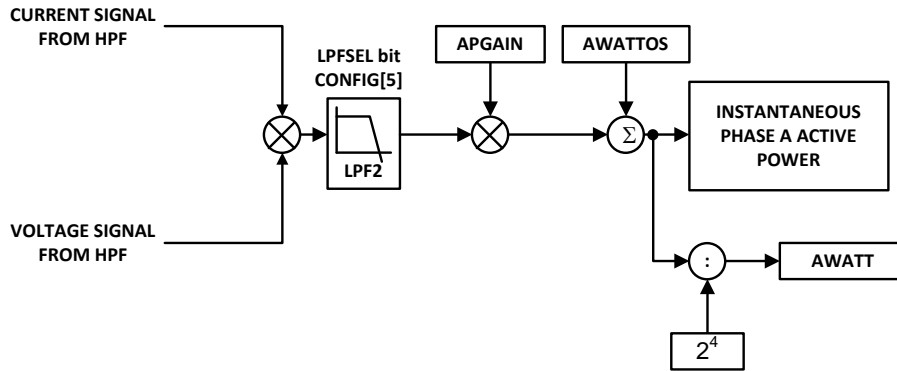 CURRENT SIGNAL
FROM HPF
LPFSEL bit
CONFIG[5]
APGAIN
AWATTOS
LPF2
Σ
INSTANTANEOUS
PHASE A ACTIVE
POWER
VOLTAGE SIGNAL
FROM HPF
:
AWATT
2⁴